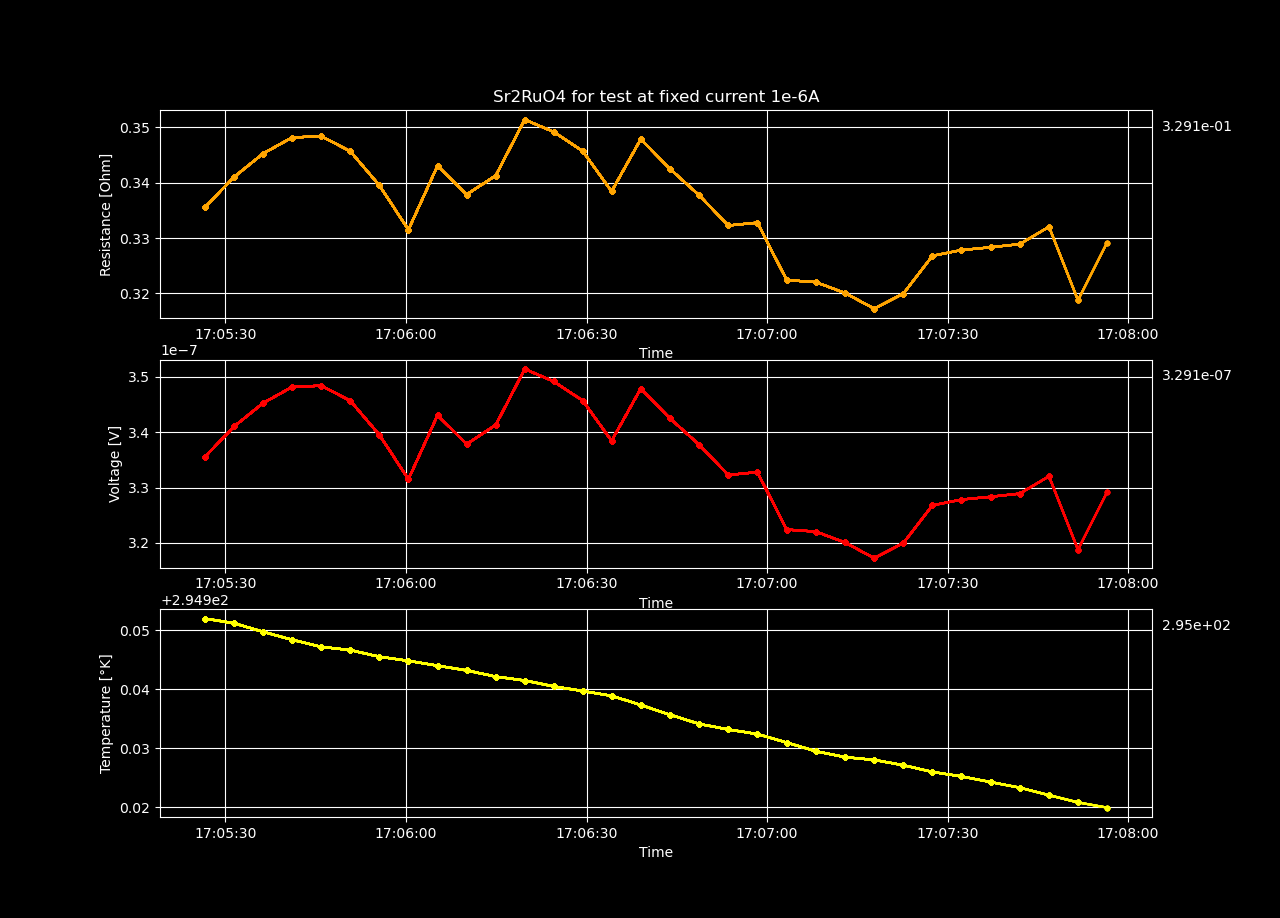 Sr2RuO4 for test at fixed current 1e-6A
0.35
0.34
0.33
0.32
Resistance [Ohm]
3.291e-01
17:05:30 17:06:00 17:06:30 17:07:00 17:07:30 17:08:00
Time
1e−7
3.5
3.4
3.3
3.2
Voltage [V]
3.291e-07
17:05:30 17:06:00 17:06:30 17:07:00 17:07:30 17:08:00
Time
+2.949e2
0.05
0.04
0.03
0.02
Temperature [°K]
2.95e+02
17:05:30 17:06:00 17:06:30 17:07:00 17:07:30 17:08:00
Time